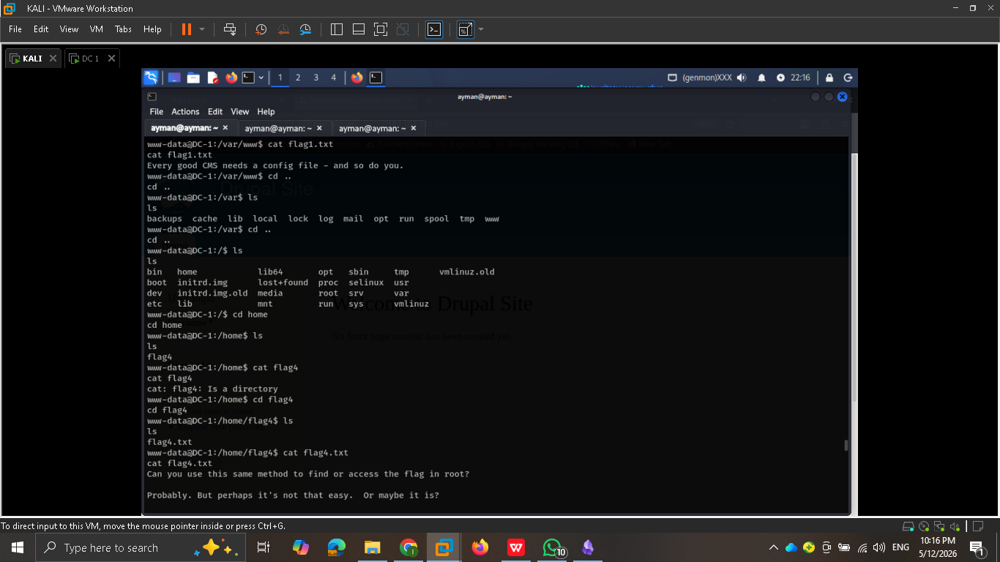 KALI - VMware Workstation
File Edit View VM Tabs Help
KALI DC 1
1 2 3 4 (genmon)XXX 22:16
ayman@ayman: ~
File Actions Edit View Help
ayman@ayman: ~ ayman@ayman: ~ ayman@ayman: ~
www-data@DC-1:/var/www$ cat flag1.txt
cat flag1.txt
Every good CMS needs a config file - and so do you.
www-data@DC-1:/var/www$ cd ..
cd ..
Drupal Site
www-data@DC-1:/var$ ls
ls
backups cache lib local lock log mail opt run spool tmp www
www-data@DC-1:/var$ cd ..
cd ..
www-data@DC-1:/$ ls
ls
bin home lib64 opt sbin tmp vmlinuz.old
boot initrd.img lost+found proc selinux usr
dev initrd.img.old media root srv var
etc lib mnt run sys vmlinuz
Welcome to Drupal Site
www-data@DC-1:/$ cd home
cd home
www-data@DC-1:/home$ ls
No front page content has been created yet.
ls
flag4
www-data@DC-1:/home$ cat flag4
cat flag4
cat: flag4: Is a directory
www-data@DC-1:/home$ cd flag4
cd flag4
www-data@DC-1:/home/flag4$ ls
ls
flag4.txt
www-data@DC-1:/home/flag4$ cat flag4.txt
cat flag4.txt
Can you use this same method to find or access the flag in root?
Probably. But perhaps it's not that easy.  Or maybe it is?
To direct input to this VM, move the mouse pointer inside or press Ctrl+G.
Type here to search
10
ENG
10:16 PM
5/12/2026
1